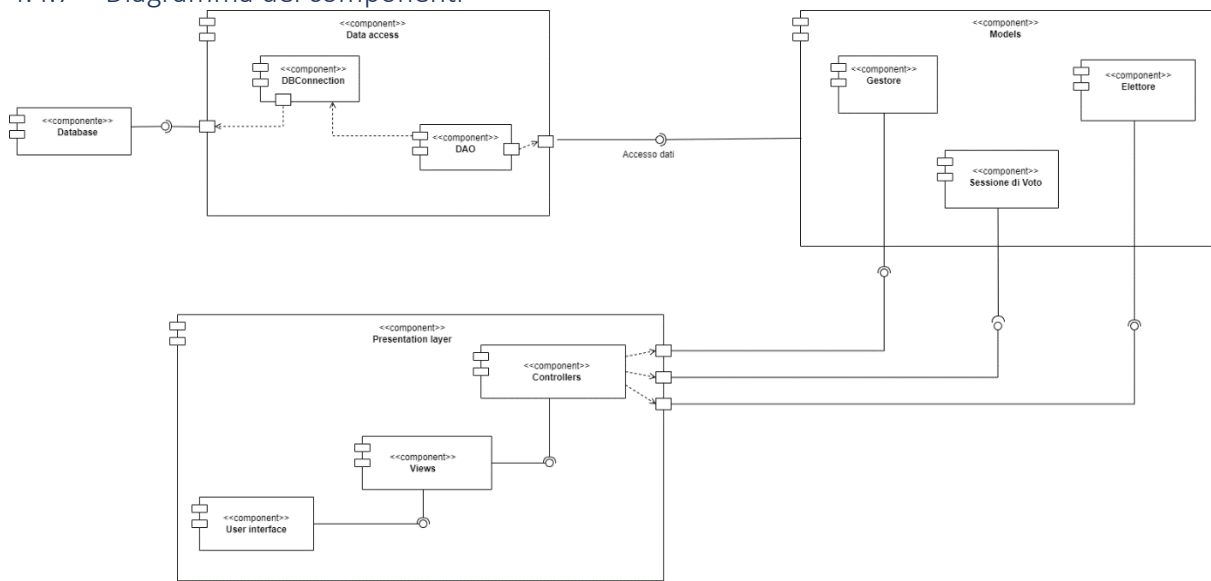 Diagramma dei componenti
<<component>>
Data access
<<component>>
Models
<<component>>
DBConnection
<<component>>
Gestore
<<component>>
Elettore
<<componente>>
Database
<<component>>
DAO
Accesso dati
<<component>>
Sessione di Voto
<<component>>
Presentation layer
<<component>>
Controllers
<<component>>
Views
<<component>>
User interface